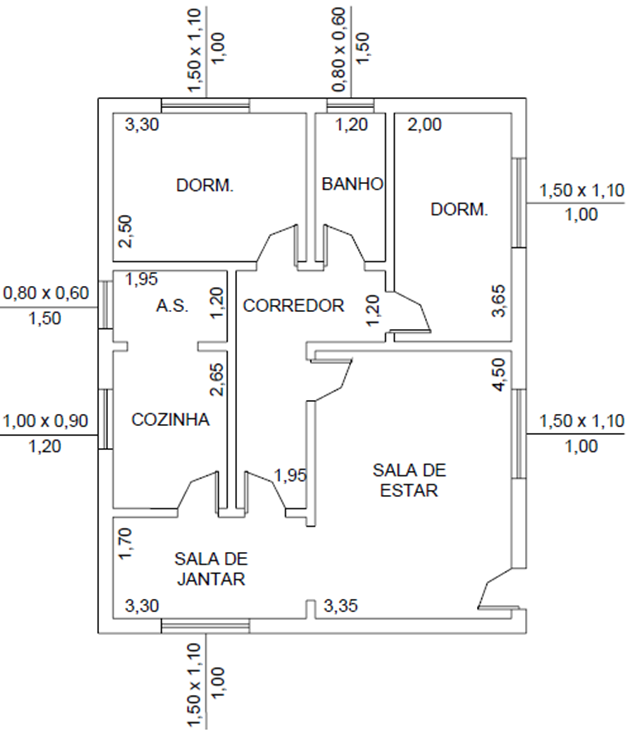 1,50 x 1,10
1,00
0,80 x 0,60
1,50
3,30
1,20
2,00
DORM.
BANHO
DORM.
2,50
1,50 x 1,10
1,00
1,95
0,80 x 0,60
1,50
A.S.
1,20
CORREDOR
1,20
3,65
2,65
4,50
1,00 x 0,90
1,20
COZINHA
1,50 x 1,10
1,00
1,95
SALA DE
ESTAR
1,70
SALA DE
JANTAR
3,30
3,35
1,50 x 1,10
1,00